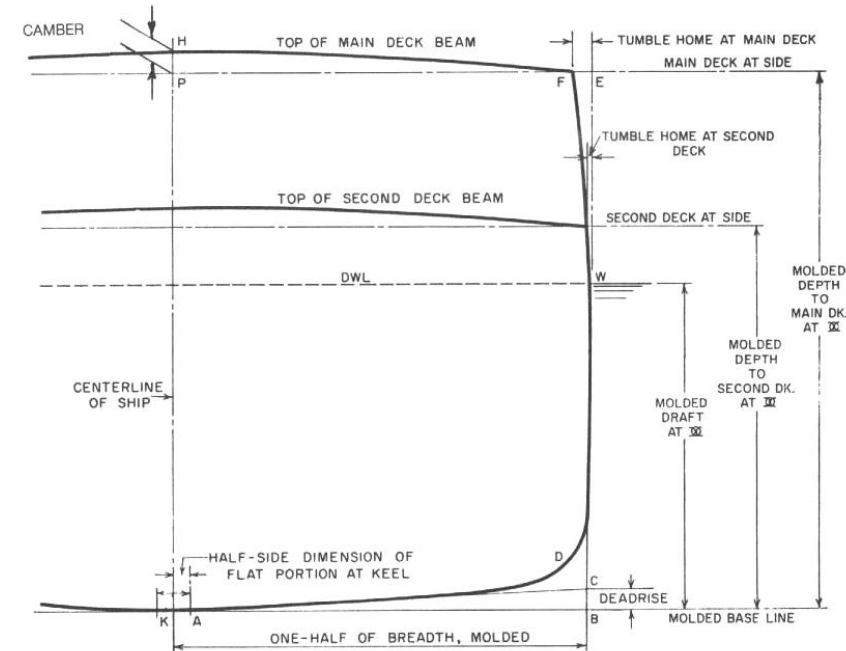 CAMBER
H
TOP OF MAIN DECK BEAM
TUMBLE HOME AT MAIN DECK
MAIN DECK AT SIDE
P
F
E
TUMBLE HOME AT SECOND
DECK
TOP OF SECOND DECK BEAM
SECOND DECK AT SIDE
DWL
W
MOLDED
DEPTH
TO
MAIN DK.
AT
MOLDED
DEPTH
TO
SECOND DK.
AT
CENTERLINE
OF SHIP
MOLDED
DRAFT
AT
HALF-SIDE DIMENSION OF
FLAT PORTION AT KEEL
D
C
DEADRISE
K
A
B
MOLDED BASE LINE
ONE-HALF OF BREADTH, MOLDED